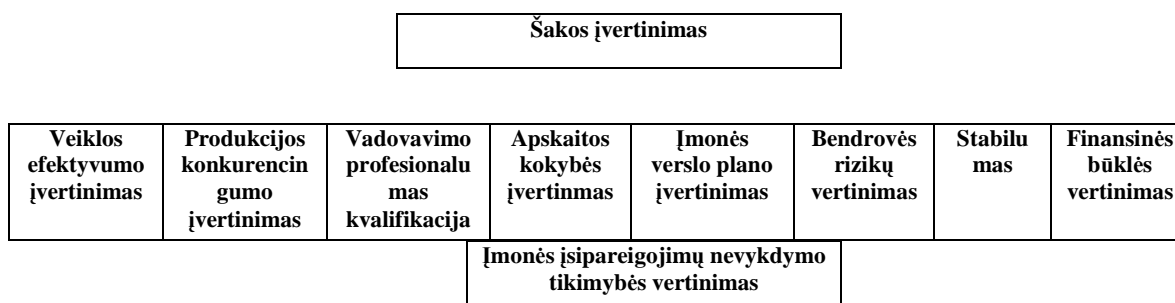 Šakos įvertinimas
Veiklos
efektyvumo
įvertinimas
Produkcijos
konkurencin
gumo
įvertinimas
Vadovavimo
profesionalu
mas
kvalifikacija
Apskaitos
kokybės
įvertinmas
Įmonės
verslo plano
įvertinimas
Bendrovės
rizikų
vertinimas
Stabilu
mas
Finansinės
būklės
vertinimas
Įmonės įsipareigojimų nevykdymo
tikimybės vertinimas